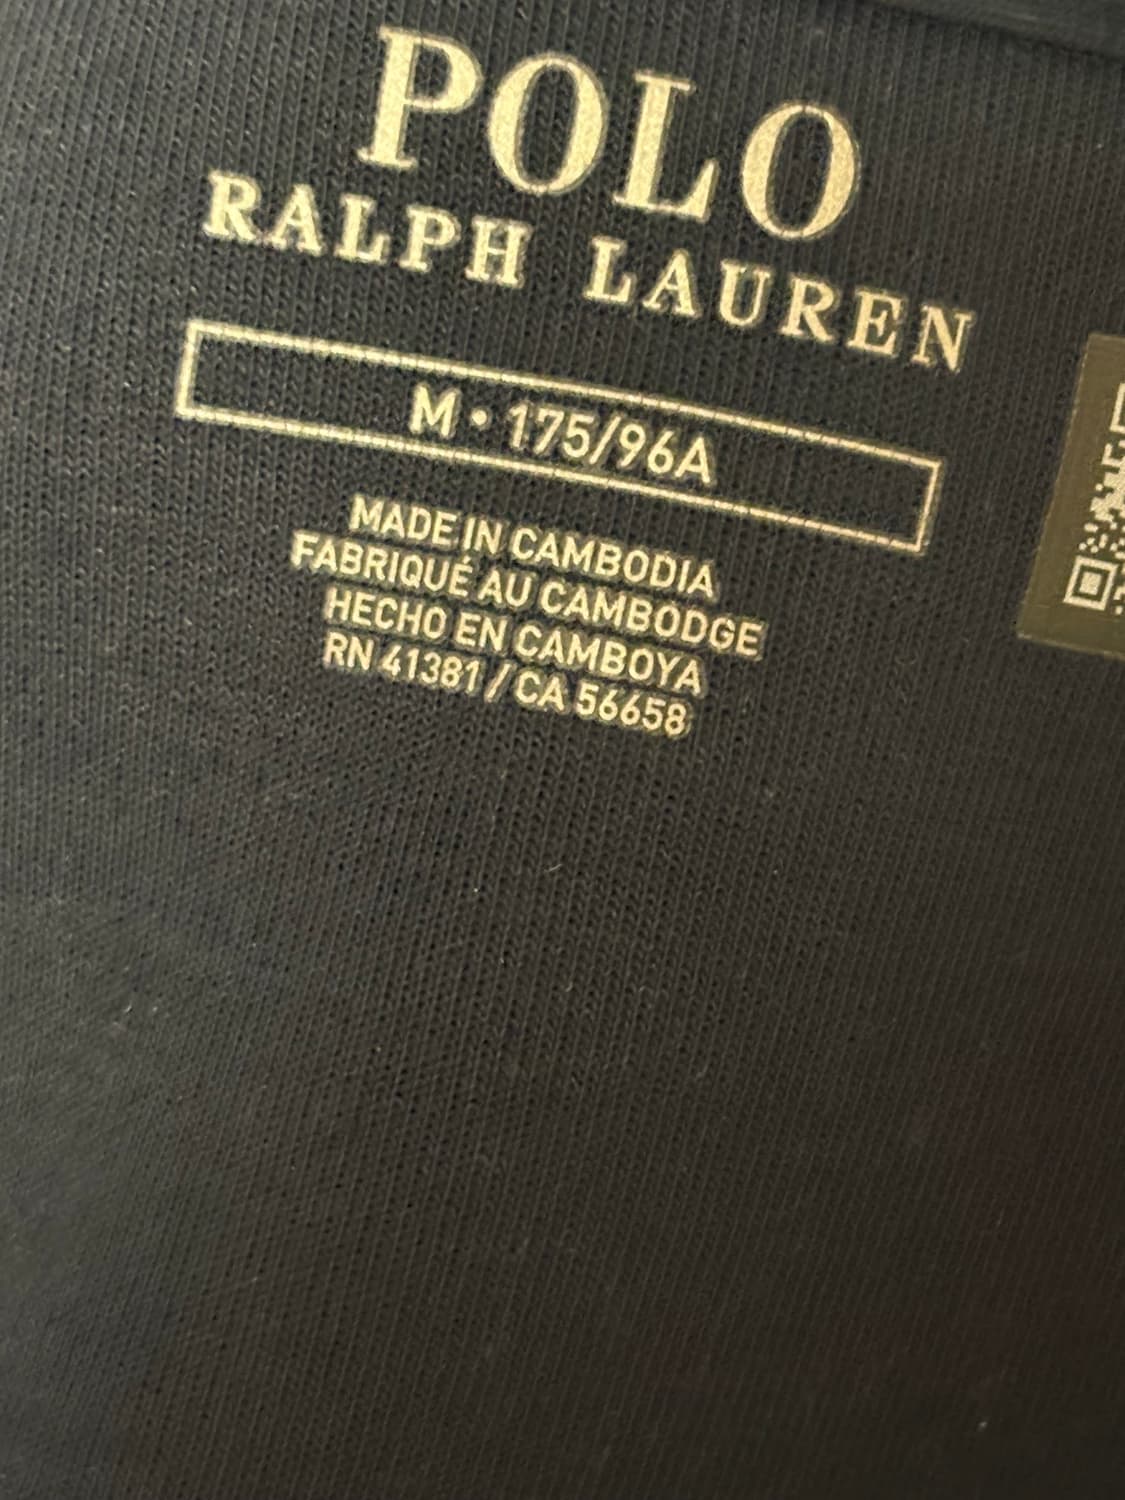 POLO
RALPH LAUREN
M • 175/96A
MADE IN CAMBODIA
FABRIQUÉ AU CAMBODGE
HECHO EN CAMBOYA
RN 41381 / CA 56658